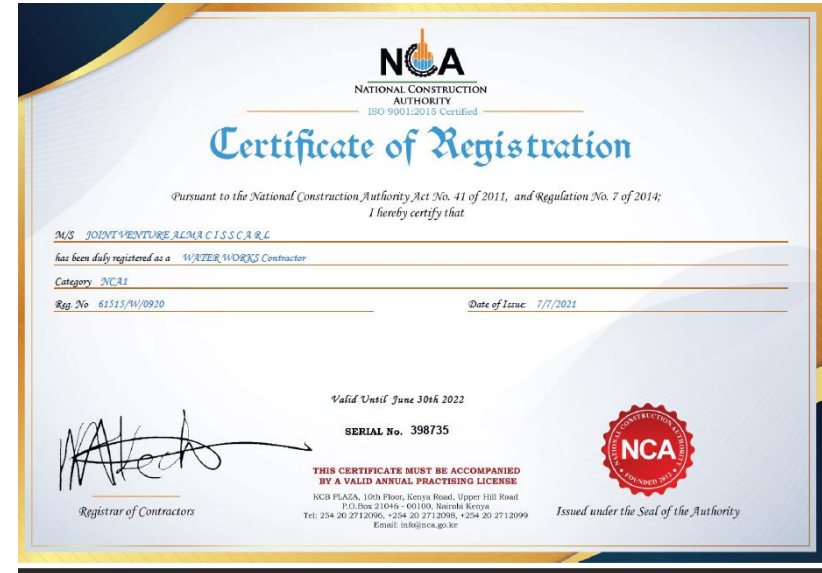 NCA
NATIONAL CONSTRUCTION
AUTHORITY
ISO 9001:2015 Certified
Certificate of Registration
Pursuant to the National Construction Authority Act No. 41 of 2011, and Regulation No. 7 of 2014;
I hereby certify that
M/S JOINT VENTURE ALMA C I S S C A R L
has been duly registered as a WATER WORKS Contractor
Category NCA1
Reg. No 61515/W/0920 Date of Issue: 7/7/2021
Valid Until June 30th 2022
SERIAL No. 398735
THIS CERTIFICATE MUST BE ACCOMPANIED
BY A VALID ANNUAL PRACTISING LICENSE
KCB PLAZA, 10th Floor, Kenya Road, Upper Hill Road
P.O.Box 21046 - 00100, Nairobi Kenya
Tel: 254 20 2712096, +254 20 2712098, +254 20 2712099
Email: info@nca.go.ke
Registrar of Contractors
NATIONAL CONSTRUCTION AUTHORITY
NCA
FOUNDED 2012
Issued under the Seal of the Authority